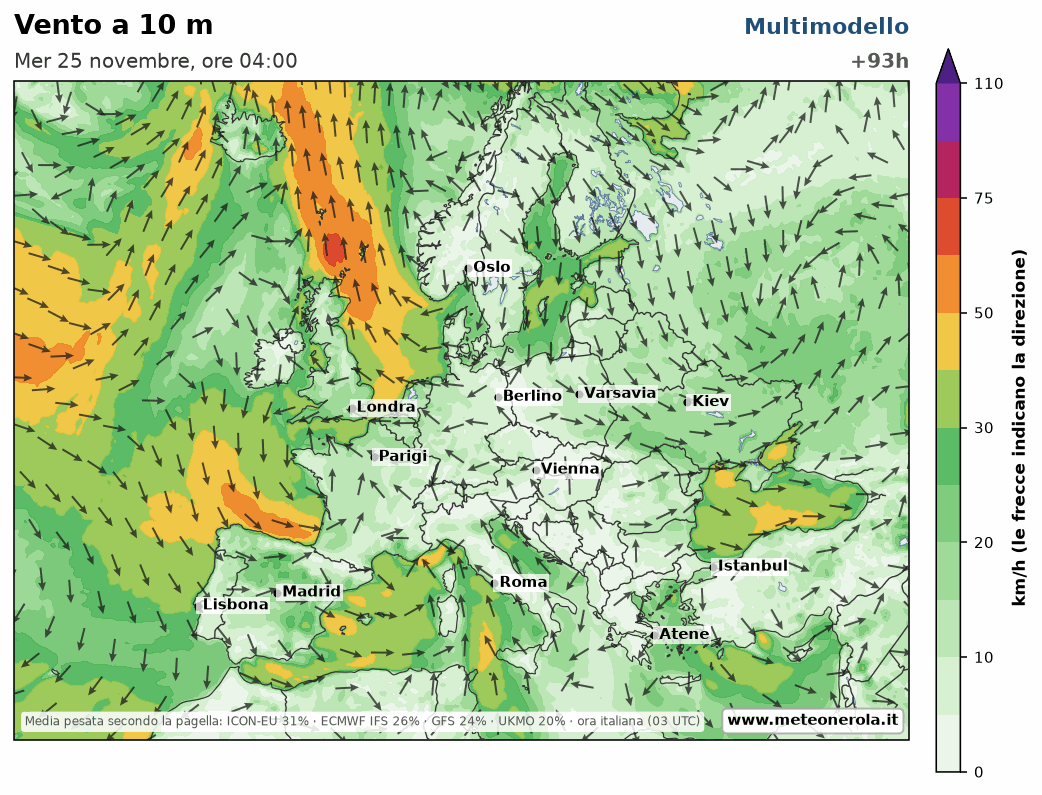 Vento a 10 m
Multimodello
Mer 25 novembre, ore 04:00
+93h
110
75
50
30
20
10
0
km/h (le frecce indicano la direzione)
Oslo
Berlino
Varsavia
Kiev
Londra
Parigi
Vienna
Istanbul
Roma
Madrid
Lisbona
Atene
Media pesata secondo la pagella: ICON-EU 31% · ECMWF IFS 26% · GFS 24% · UKMO 20% · ora italiana (03 UTC)
www.meteonerola.it